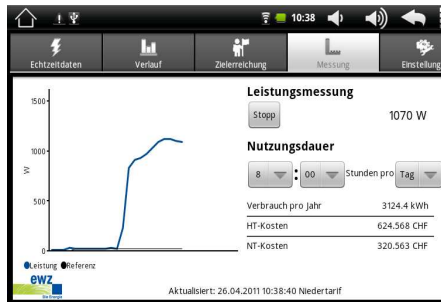 10:38
Echtzeitdaten
Verlauf
Zielerreichung
Messung
Einstellung
Leistungsmessung
Stopp
1070 W
Nutzungsdauer
8 : 00 Stunden pro Tag
Verbrauch pro Jahr 3124.4 kWh
HT-Kosten 624.568 CHF
NT-Kosten 320.563 CHF
1500
1000
W
500
0
Leistung Referenz
ewz
Die Energie
Aktualisiert: 26.04.2011 10:38:40 Niedertarif